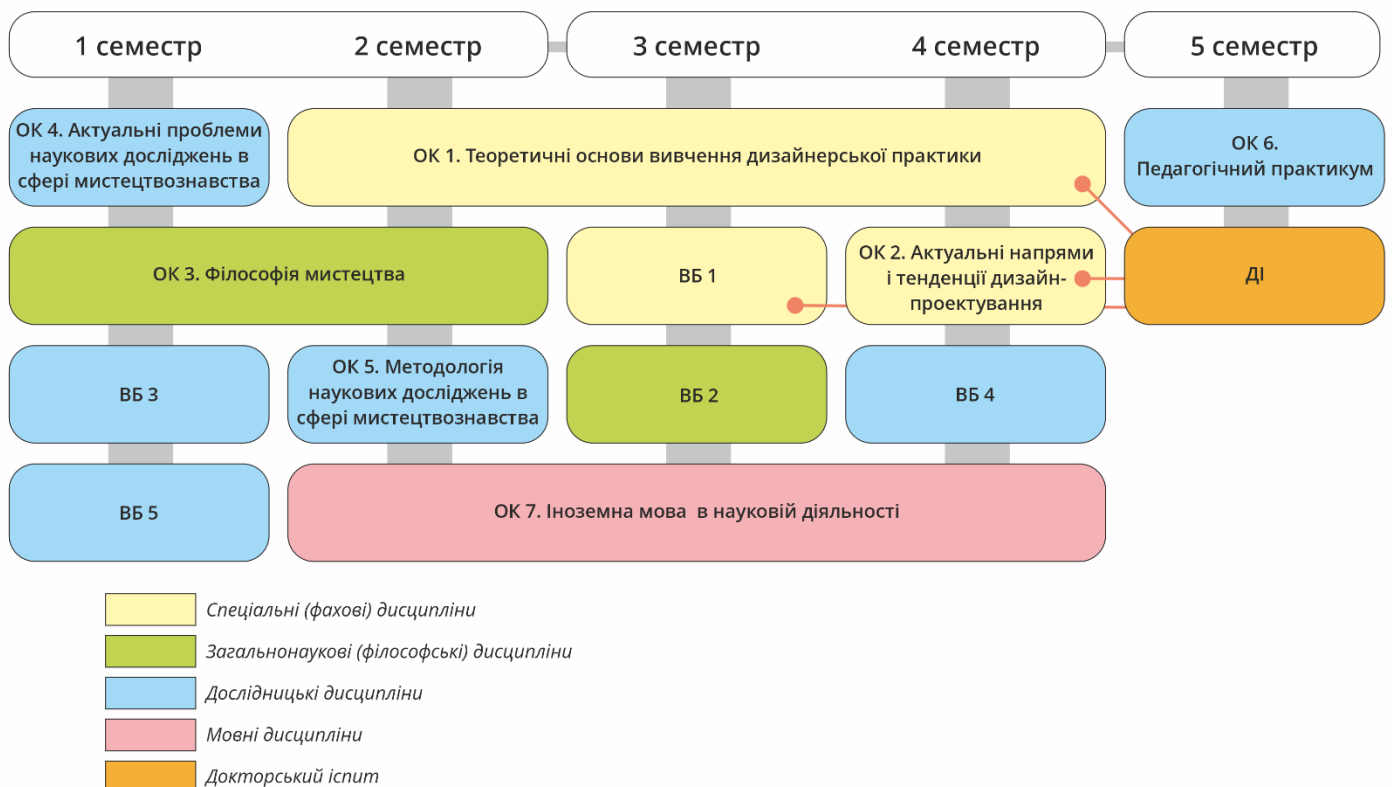 1 семестр
2 семестр
3 семестр
4 семестр
5 семестр
ОК 4. Актуальні проблеми
наукових досліджень в
сфері мистецтвознавства
ОК 1. Теоретичні основи вивчення дизайнерської практики
ОК 6.
Педагогічний практикум
ОК 3. Філософія мистецтва
ВБ 1
ОК 2. Актуальні напрями
і тенденції дизайн-
проектування
ДІ
ВБ 3
ОК 5. Методологія
наукових досліджень в
сфері мистецтвознавства
ВБ 2
ВБ 4
ВБ 5
ОК 7. Іноземна мова в науковій діяльності
Спеціальні (фахові) дисципліни
Загальнонаукові (філософські) дисципліни
Дослідницькі дисципліни
Мовні дисципліни
Докторський іспит